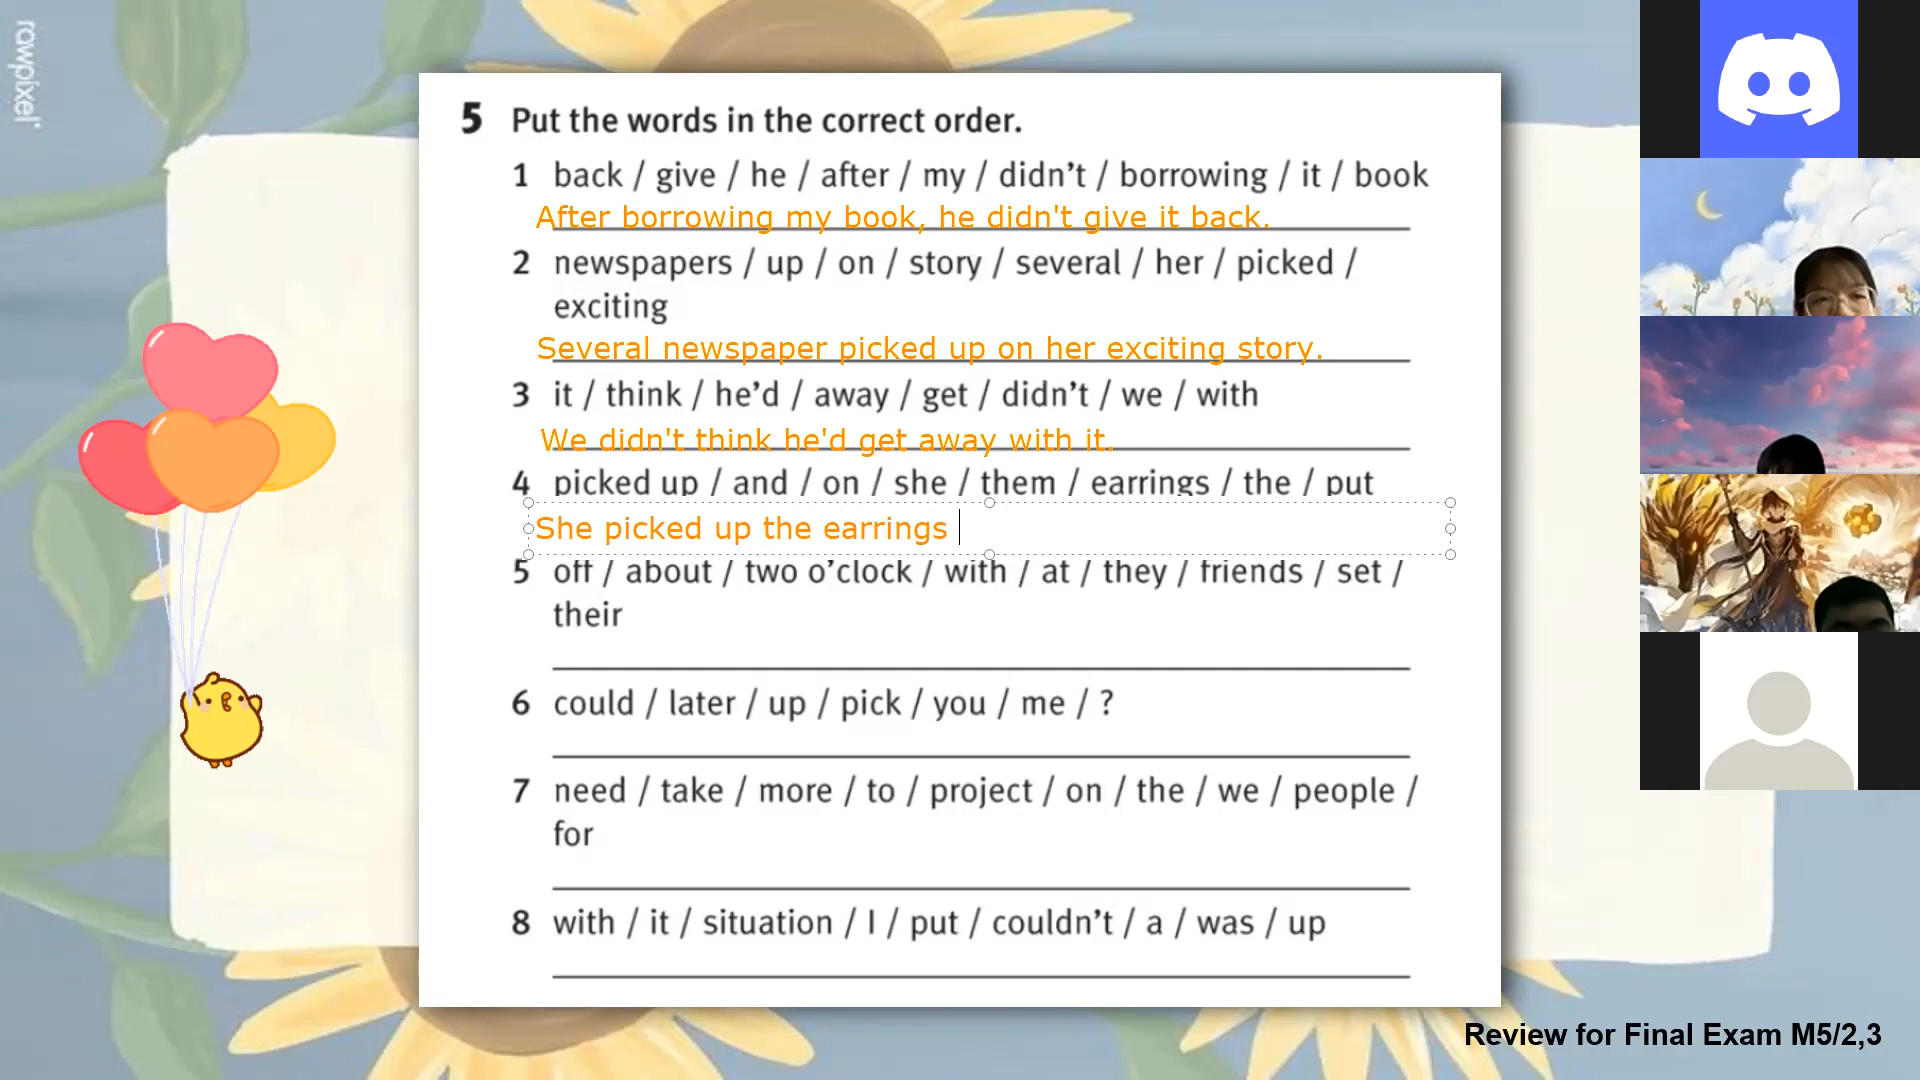 rawpixel
5 Put the words in the correct order.
1 back / give / he / after / my / didn't / borrowing / it / book
After borrowing my book, he didn't give it back.
2 newspapers / up / on / story / several / her / picked /
exciting
Several newspaper picked up on her exciting story.
3 it / think / he'd / away / get / didn't / we / with
We didn't think he'd get away with it.
4 picked up / and / on / she / them / earrings / the / put
She picked up the earrings
5 off / about / two o'clock / with / at / they / friends / set /
their
6 could / later / up / pick / you / me / ?
7 need / take / more / to / project / on / the / we / people /
for
8 with / it / situation / I / put / couldn't / a / was / up
Review for Final Exam M5/2,3